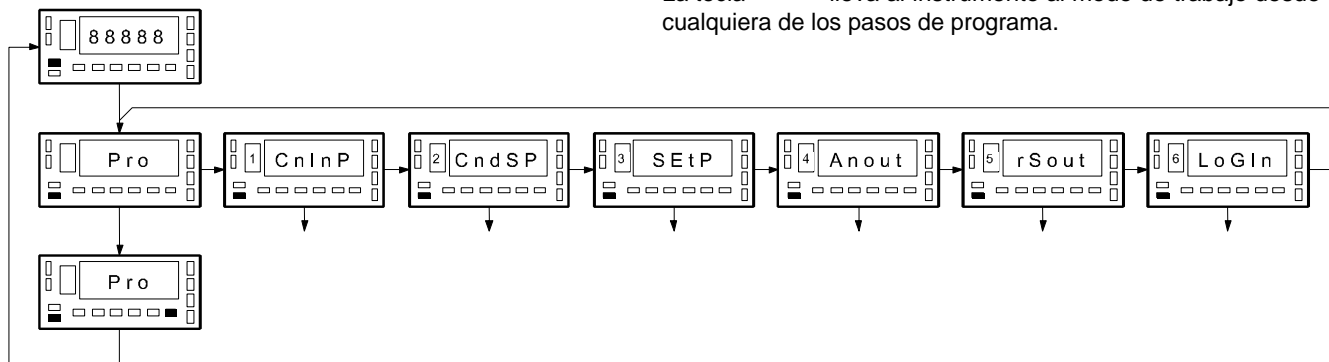 La tecla lleva al instrumento al modo de trabajo desde
cualquiera de los pasos de programa.
88888
Pro
1 CnInP
2 CndSP
3 SEtP
4 Anout
5 rSout
6 LoGIn
Pro